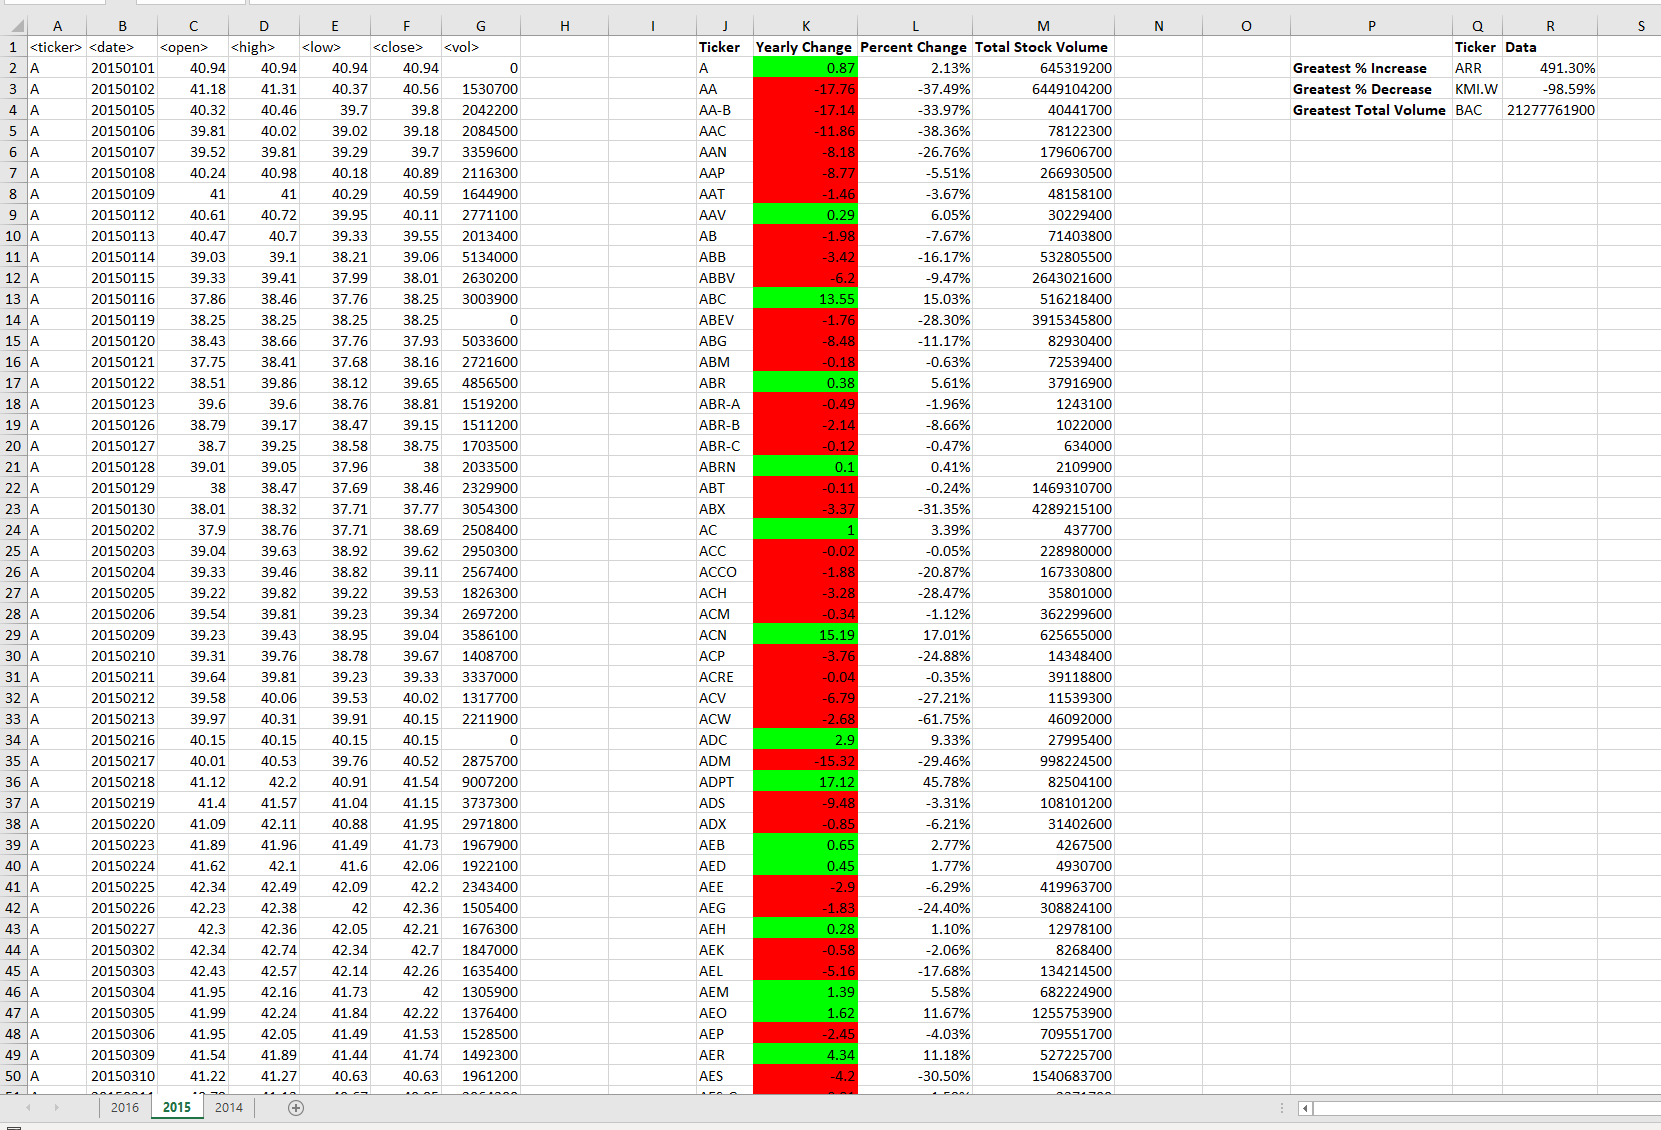 A B C D E F G H I J K L M N O P Q R S
1 <ticker> <date> <open> <high> <low> <close> <vol> Ticker Yearly Change Percent Change Total Stock Volume Ticker Data
2 A 20150101 40.94 40.94 40.94 40.94 0 A 0.87 2.13% 645319200 Greatest % Increase ARR 491.30%
3 A 20150102 41.18 41.31 40.37 40.56 1530700 AA -17.76 -37.49% 6449104200 Greatest % Decrease KMI.W -98.59%
4 A 20150105 40.32 40.46 39.7 39.8 2042200 AA-B -17.14 -33.97% 40441700 Greatest Total Volume BAC 21277761900
5 A 20150106 39.81 40.02 39.02 39.18 2084500 AAC -11.86 -38.36% 78122300
6 A 20150107 39.52 39.81 39.29 39.7 3359600 AAN -8.18 -26.76% 179606700
7 A 20150108 40.24 40.98 40.18 40.89 2116300 AAP -8.77 -5.51% 266930500
8 A 20150109 41 41 40.29 40.59 1644900 AAT -1.46 -3.67% 48158100
9 A 20150112 40.61 40.72 39.95 40.11 2771100 AAV 0.29 6.05% 30229400
10 A 20150113 40.47 40.7 39.33 39.55 2013400 AB -1.98 -7.67% 71403800
11 A 20150114 39.03 39.1 38.21 39.06 5134000 ABB -3.42 -16.17% 532805500
12 A 20150115 39.33 39.41 37.99 38.01 2630200 ABBV -6.2 -9.47% 2643021600
13 A 20150116 37.86 38.46 37.76 38.25 3003900 ABC 13.55 15.03% 516218400
14 A 20150119 38.25 38.25 38.25 38.25 0 ABEV -1.76 -28.30% 3915345800
15 A 20150120 38.43 38.66 37.76 37.93 5033600 ABG -8.48 -11.17% 82930400
16 A 20150121 37.75 38.41 37.68 38.16 2721600 ABM -0.18 -0.63% 72539400
17 A 20150122 38.51 39.86 38.12 39.65 4856500 ABR 0.38 5.61% 37916900
18 A 20150123 39.6 39.6 38.76 38.81 1519200 ABR-A -0.49 -1.96% 1243100
19 A 20150126 38.79 39.17 38.47 39.15 1511200 ABR-B -2.14 -8.66% 1022000
20 A 20150127 38.7 39.25 38.58 38.75 1703500 ABR-C -0.12 -0.47% 634000
21 A 20150128 39.01 39.05 37.96 38 2033500 ABRN 0.1 0.41% 2109900
22 A 20150129 38 38.47 37.69 38.46 2329900 ABT -0.11 -0.24% 1469310700
23 A 20150130 38.01 38.32 37.71 37.77 3054300 ABX -3.37 -31.35% 4289215100
24 A 20150202 37.9 38.76 37.71 38.69 2508400 AC 1 3.39% 437700
25 A 20150203 39.04 39.63 38.92 39.62 2950300 ACC -0.02 -0.05% 228980000
26 A 20150204 39.33 39.46 38.82 39.11 2567400 ACCO -1.88 -20.87% 167330800
27 A 20150205 39.22 39.82 39.22 39.53 1826300 ACH -3.28 -28.47% 35801000
28 A 20150206 39.54 39.81 39.23 39.34 2697200 ACM -0.34 -1.12% 362299600
29 A 20150209 39.23 39.43 38.95 39.04 3586100 ACN 15.19 17.01% 625655000
30 A 20150210 39.31 39.76 38.78 39.67 1408700 ACP -3.76 -24.88% 14348400
31 A 20150211 39.64 39.81 39.23 39.33 3337000 ACRE -0.04 -0.35% 39118800
32 A 20150212 39.58 40.06 39.53 40.02 1317700 ACV -6.79 -27.21% 11539300
33 A 20150213 39.97 40.31 39.91 40.15 2211900 ACW -2.68 -61.75% 46092000
34 A 20150216 40.15 40.15 40.15 40.15 0 ADC 2.9 9.33% 27995400
35 A 20150217 40.01 40.53 39.76 40.52 2875700 ADM -15.32 -29.46% 998224500
36 A 20150218 41.12 42.2 40.91 41.54 9007200 ADPT 17.12 45.78% 82504100
37 A 20150219 41.4 41.57 41.04 41.15 3737300 ADS -9.48 -3.31% 108101200
38 A 20150220 41.09 42.11 40.88 41.95 2971800 ADX -0.85 -6.21% 31402600
39 A 20150223 41.89 41.96 41.49 41.73 1967900 AEB 0.65 2.77% 4267500
40 A 20150224 41.62 42.1 41.6 42.06 1922100 AED 0.45 1.77% 4930700
41 A 20150225 42.34 42.49 42.09 42.2 2343400 AEE -2.9 -6.29% 419963700
42 A 20150226 42.23 42.38 42 42.36 1505400 AEG -1.83 -24.40% 308824100
43 A 20150227 42.3 42.36 42.05 42.21 1676300 AEH 0.28 1.10% 12978100
44 A 20150302 42.34 42.74 42.34 42.7 1847000 AEK -0.58 -2.06% 8268400
45 A 20150303 42.43 42.57 42.14 42.26 1635400 AEL -5.16 -17.68% 134214500
46 A 20150304 41.95 42.16 41.73 42 1305900 AEM 1.39 5.58% 682224900
47 A 20150305 41.99 42.24 41.84 42.22 1376400 AEO 1.62 11.67% 1255753900
48 A 20150306 41.95 42.05 41.49 41.53 1528500 AEP -2.45 -4.03% 709551700
49 A 20150309 41.54 41.89 41.44 41.74 1492300 AER 4.34 11.18% 527225700
50 A 20150310 41.22 41.27 40.63 40.63 1961200 AES -4.2 -30.50% 1540683700
2016 2015 2014